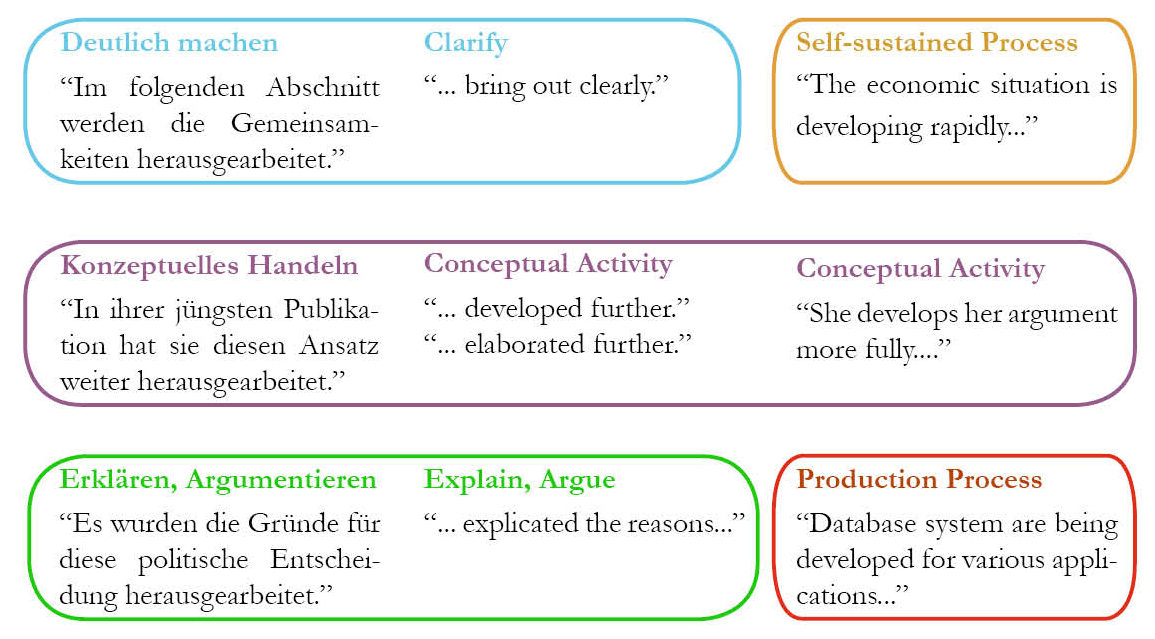 Deutlich machen
“Im folgenden Abschnitt
werden die Gemeinsam-
keiten herausgearbeitet.”
Clarify
“... bring out clearly.”
Self-sustained Process
“The economic situation is
developing rapidly...”
Konzeptuelles Handeln
“In ihrer jüngsten Publika-
tion hat sie diesen Ansatz
weiter herausgearbeitet.”
Conceptual Activity
“... developed further.”
“... elaborated further.”
Conceptual Activity
“She develops her argument
more fully....”
Erklären, Argumentieren
“Es wurden die Gründe für
diese politische Entschei-
dung herausgearbeitet.”
Explain, Argue
“... explicated the reasons...”
Production Process
“Database system are being
developed for various appli-
cations...”